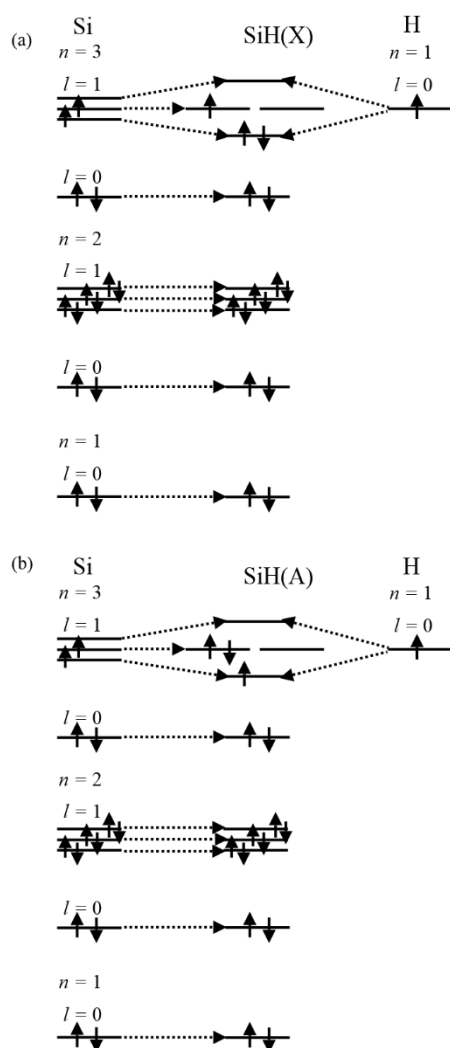 (a)
Si SiH(X) H
n = 3 n = 1
l = 1 l = 0
l = 0
n = 2
l = 1
l = 0
n = 1
l = 0
(b)
Si SiH(A) H
n = 3 n = 1
l = 1 l = 0
l = 0
n = 2
l = 1
l = 0
n = 1
l = 0